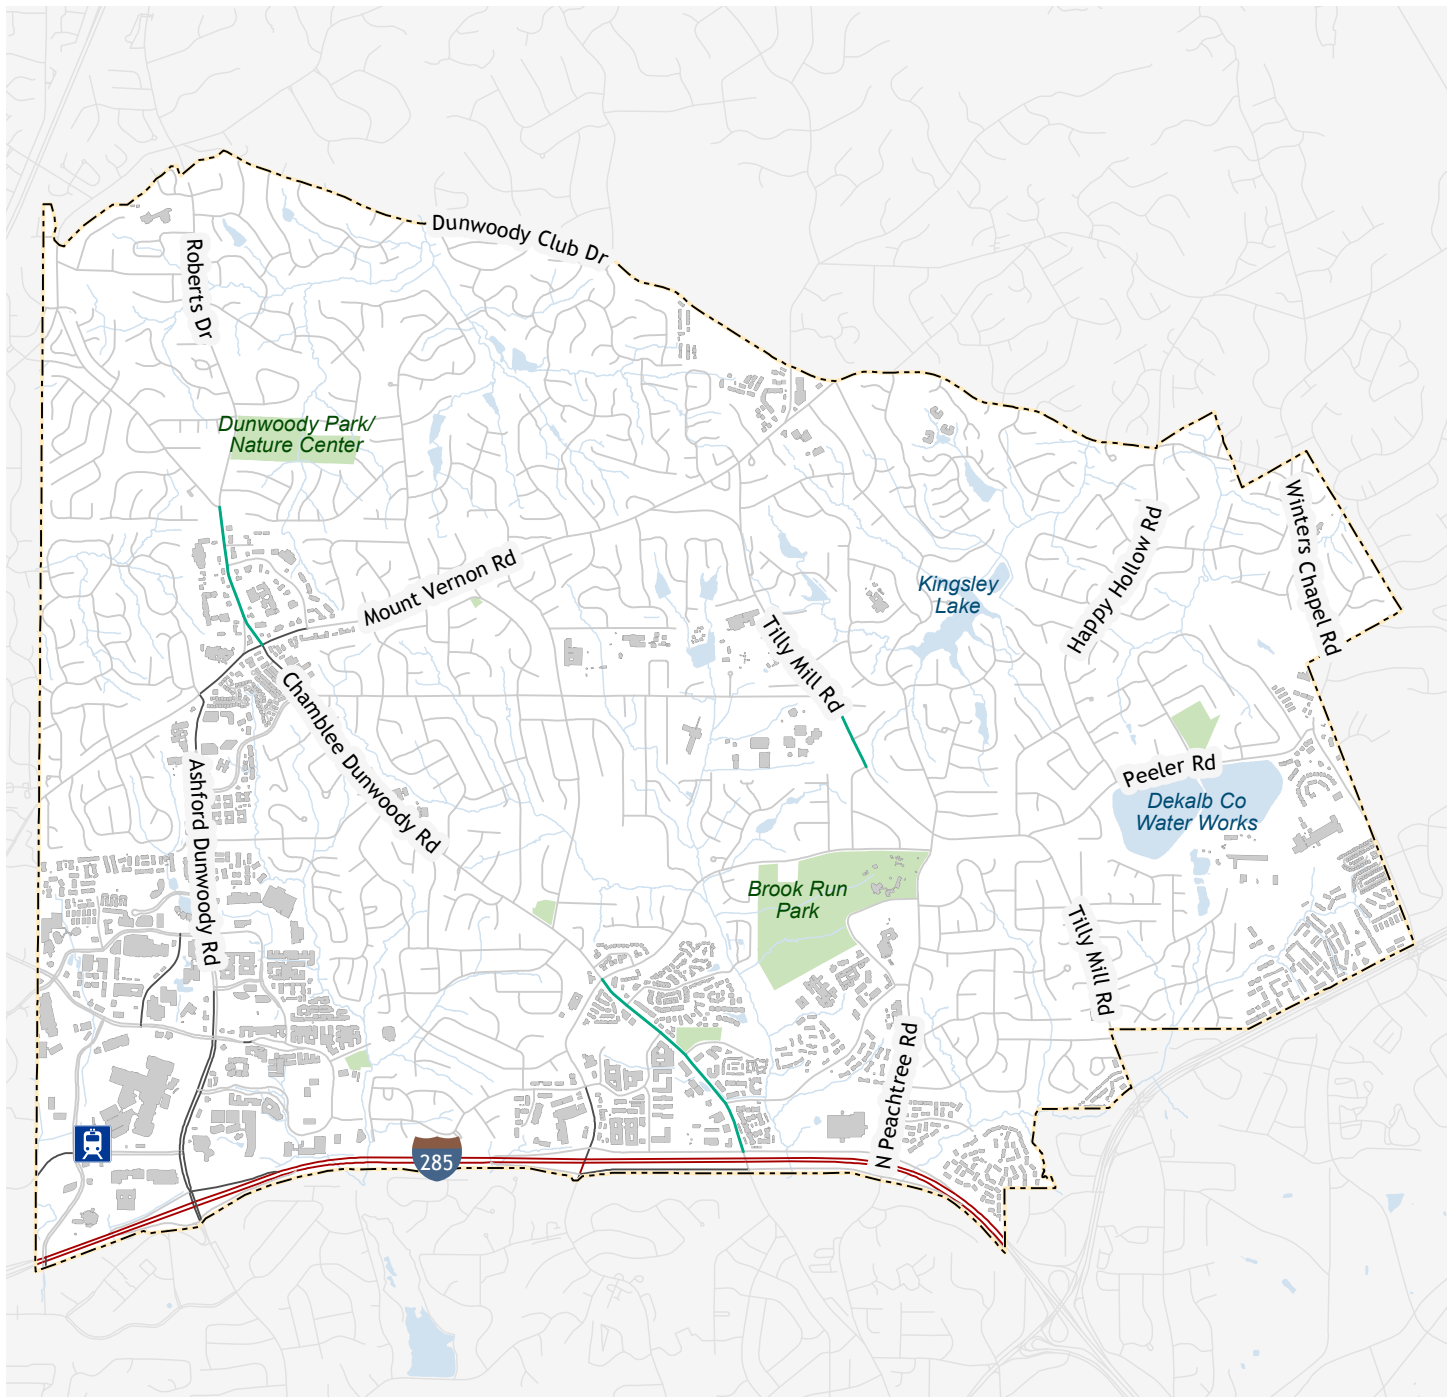 Dunwoody Club Dr
Roberts Dr
Dunwoody Park/
Nature Center
Winters Chapel Rd
Happy Hollow Rd
Mount Vernon Rd
Kingsley
Lake
Tilly Mill Rd
Chamblee Dunwoody Rd
Ashford Dunwoody Rd
Peeler Rd
Dekalb Co
Water Works
Brook Run
Park
Tilly Mill Rd
N Peachtree Rd
285